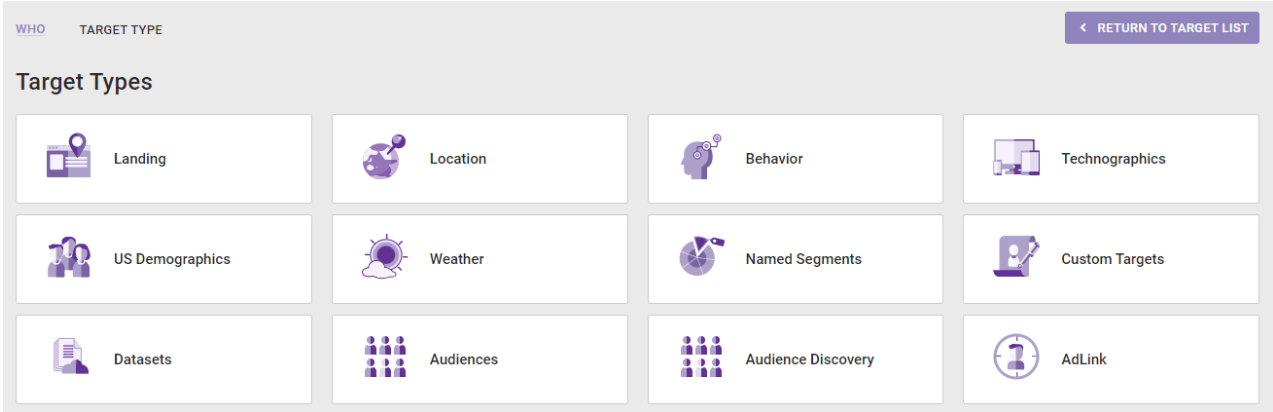 WHO TARGET TYPE
< RETURN TO TARGET LIST
Target Types
Landing
Location
Behavior
Technographics
US Demographics
Weather
Named Segments
Custom Targets
Datasets
Audiences
Audience Discovery
AdLink